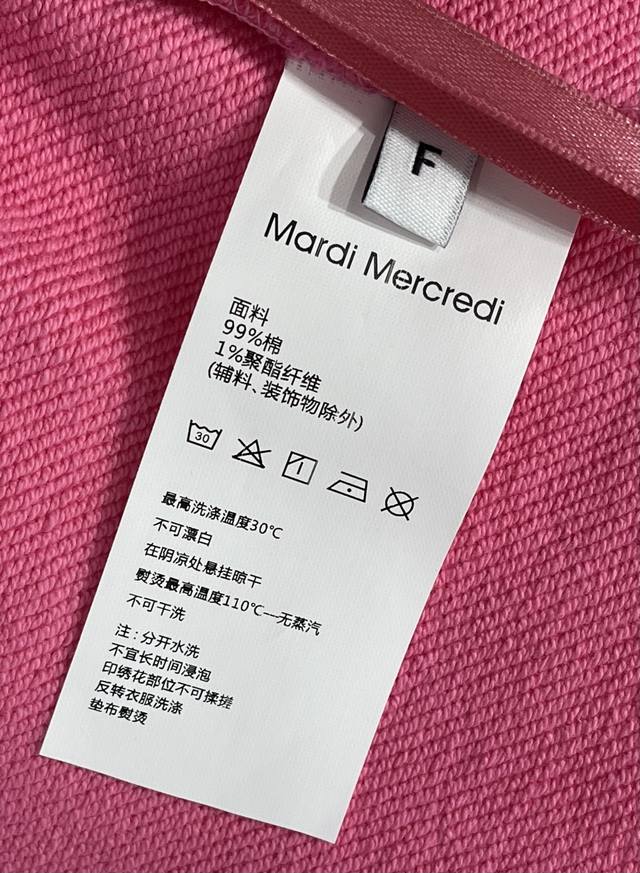 F
Mardi Mercredi
面料
99%棉
1%聚酯纤维
(辅料、装饰物除外)
30
最高洗涤温度30℃
不可漂白
在阴凉处悬挂晾干
熨烫最高温度110℃—无蒸汽
不可干洗
注:分开水洗
不宜长时间浸泡
印绣花部位不可揉搓
反转衣服洗涤
垫布熨烫